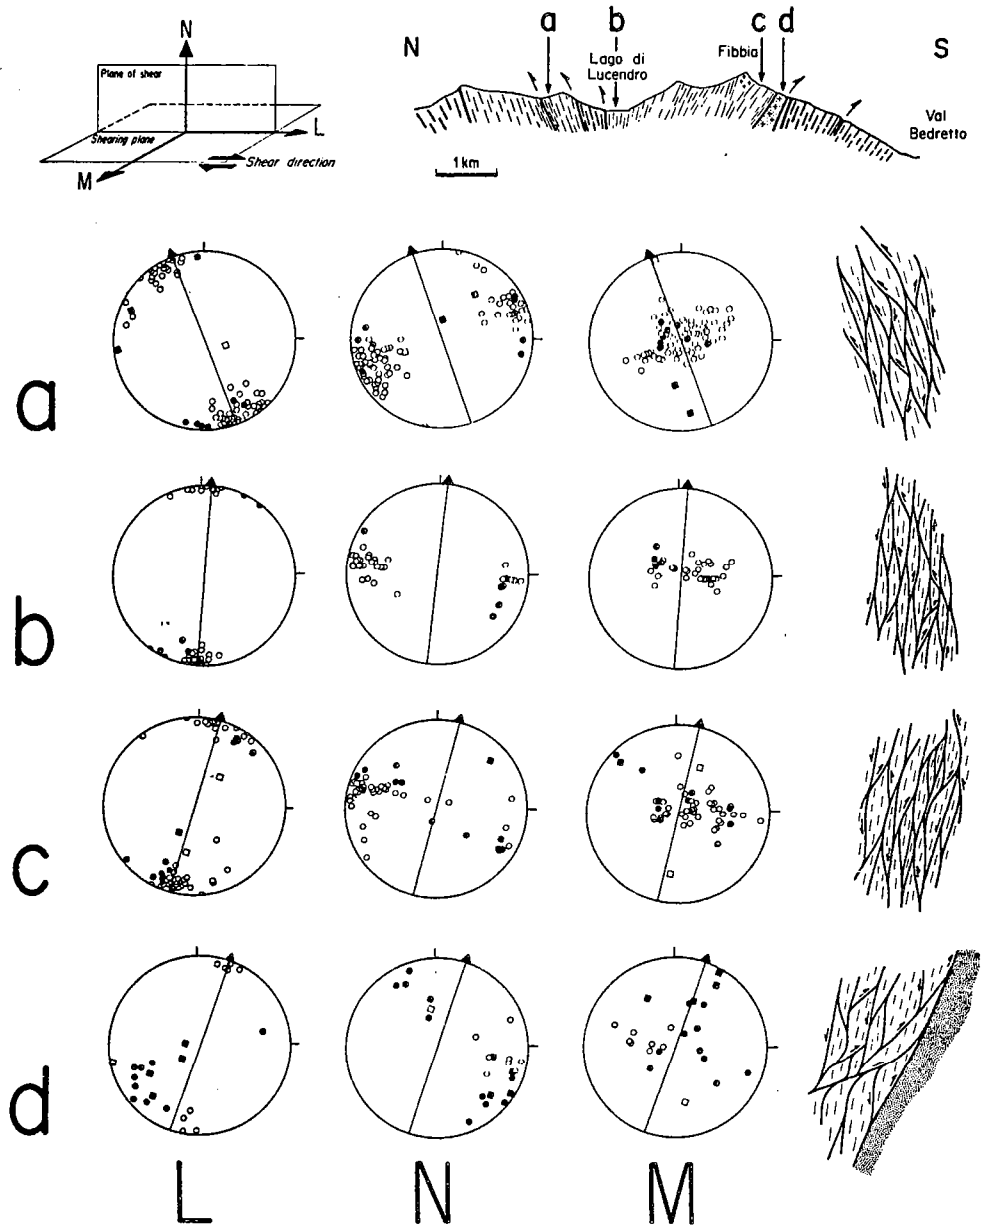 N
Plane of shear
Shearing plane
L
Shear direction
M
a b c d
N
Lago di
Lucendro
Fibbia
S
Val
Bedretto
1 km
a
b
c
d
L N M